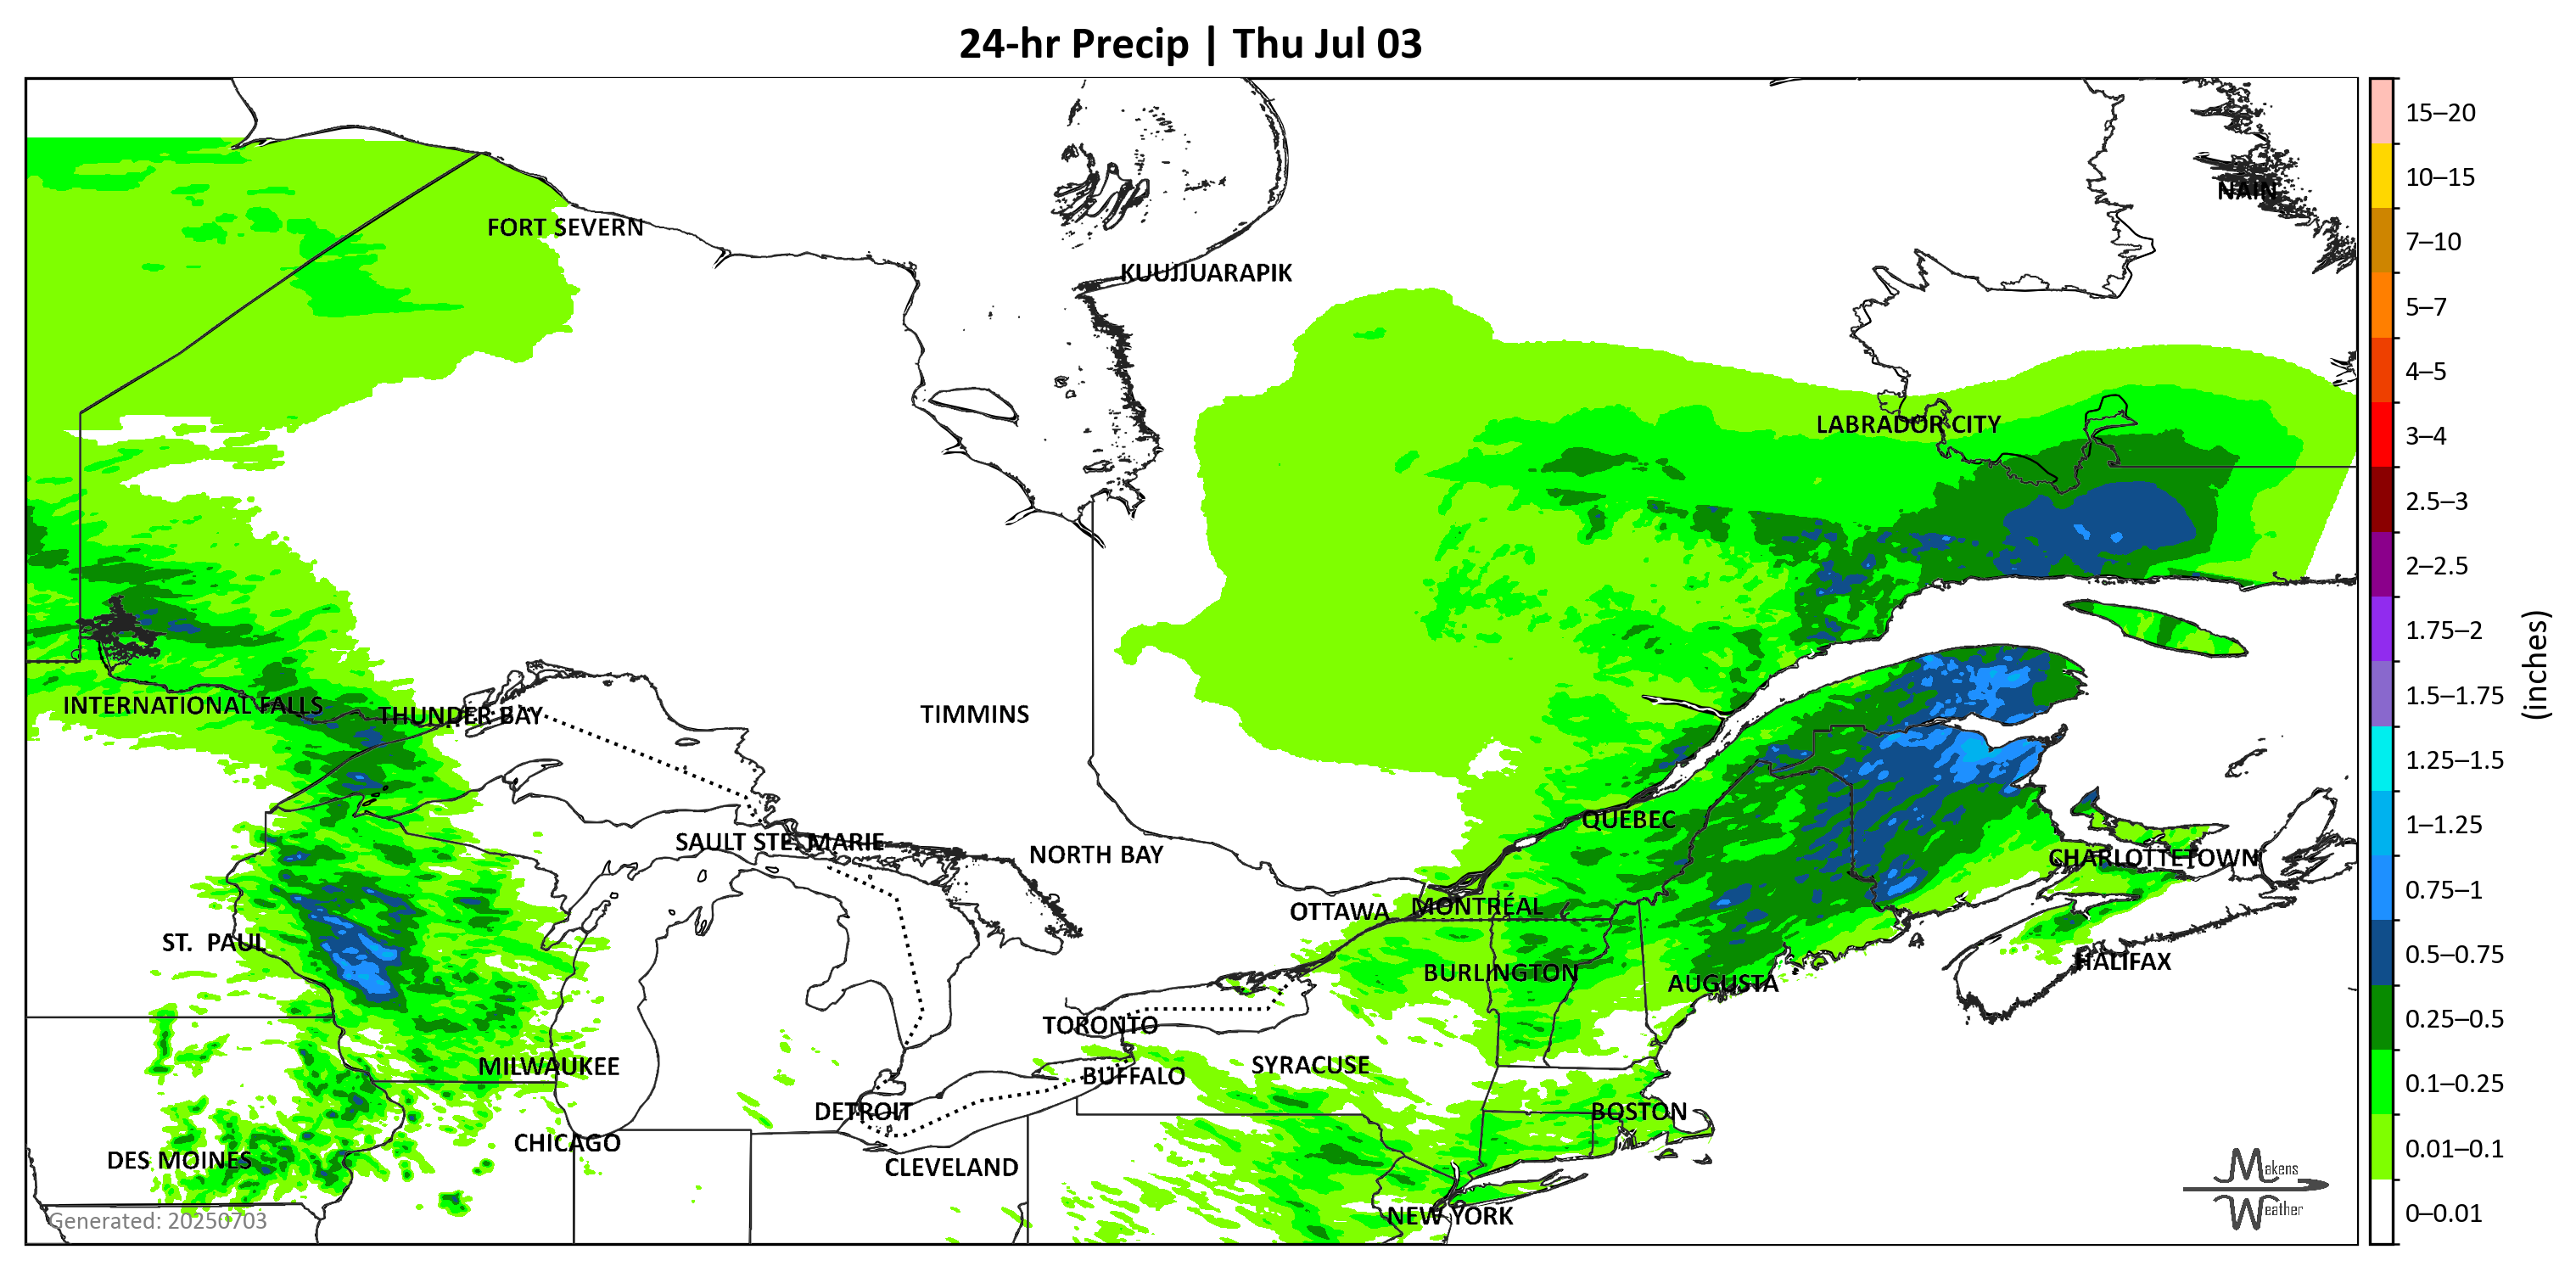 24-hr Precip | Thu Jul 03
NAIN
FORT SEVERN
KUUJJUARAPIK
LABRADOR CITY
INTERNATIONAL FALLS
THUNDER BAY
TIMMINS
QUEBEC
SAULT STE. MARIE
NORTH BAY
CHARLOTTETOWN
OTTAWA
MONTRÉAL
ST. PAUL
HALIFAX
BURLINGTON
AUGUSTA
TORONTO
MILWAUKEE
SYRACUSE
BUFFALO
DETROIT
BOSTON
CHICAGO
DES MOINES
CLEVELAND
NEW YORK
Generated: 20250703
Makens
Weather
15–20
10–15
7–10
5–7
4–5
3–4
2.5–3
2–2.5
1.75–2
1.5–1.75
1.25–1.5
1–1.25
0.75–1
0.5–0.75
0.25–0.5
0.1–0.25
0.01–0.1
0–0.01
(inches)